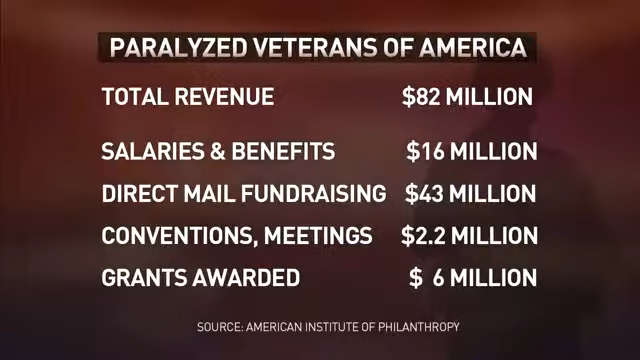 PARALYZED VETERANS OF AMERICA
TOTAL REVENUE $82 MILLION
SALARIES & BENEFITS $16 MILLION
DIRECT MAIL FUNDRAISING $43 MILLION
CONVENTIONS, MEETINGS $2.2 MILLION
GRANTS AWARDED $ 6 MILLION
SOURCE: AMERICAN INSTITUTE OF PHILANTHROPY